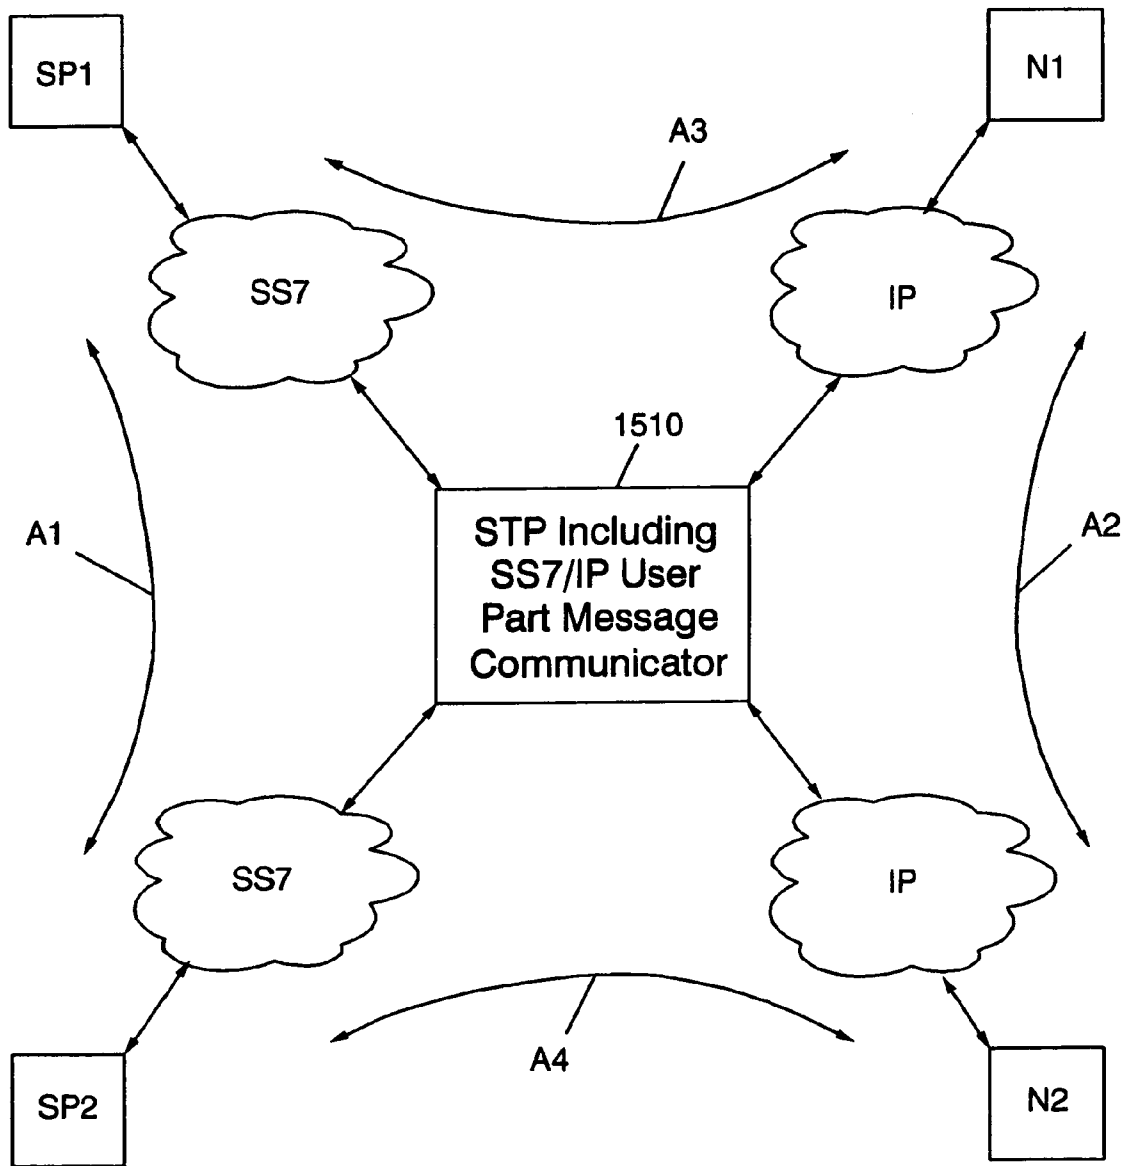 SP1
N1
A3
SS7
IP
1510
A1
STP Including
SS7/IP User
Part Message
Communicator
A2
SS7
IP
A4
SP2
N2